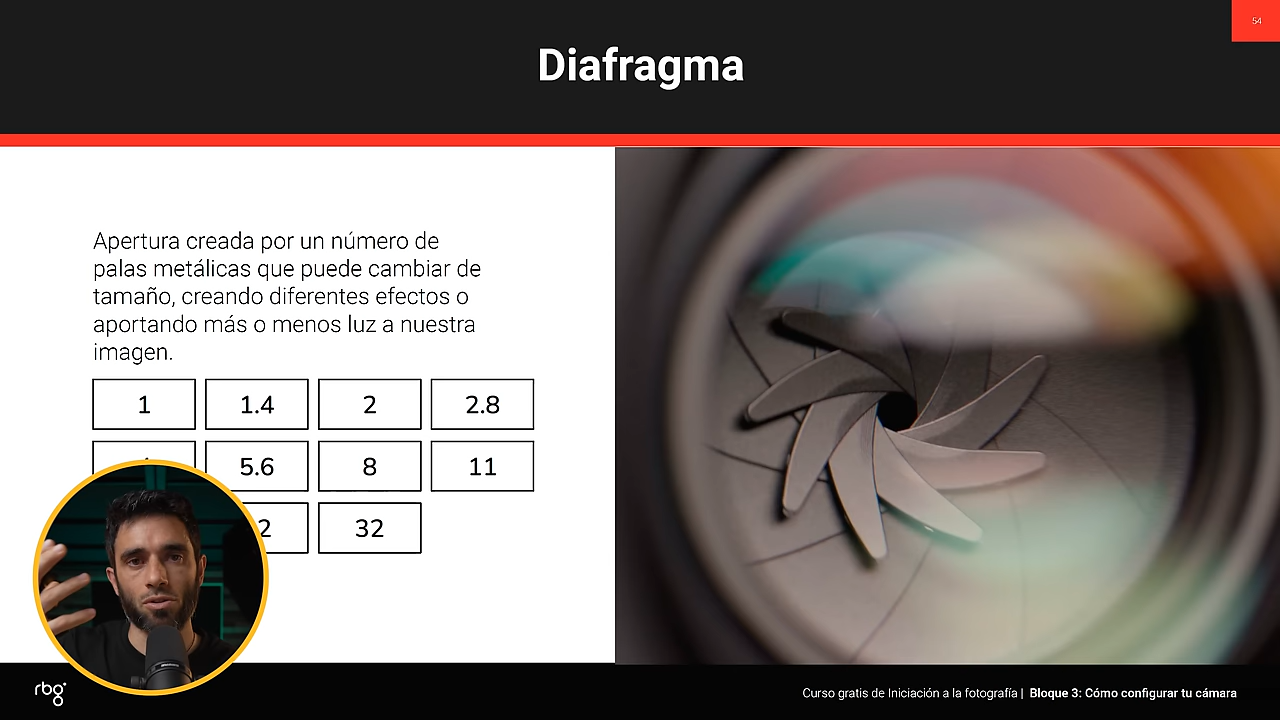 54
Diafragma
Apertura creada por un número de
palas metálicas que puede cambiar de
tamaño, creando diferentes efectos o
aportando más o menos luz a nuestra
imagen.
1 1.4 2 2.8
5.6 8 11
2 32
rbg
Curso gratis de Iniciación a la fotografía | Bloque 3: Cómo configurar tu cámara